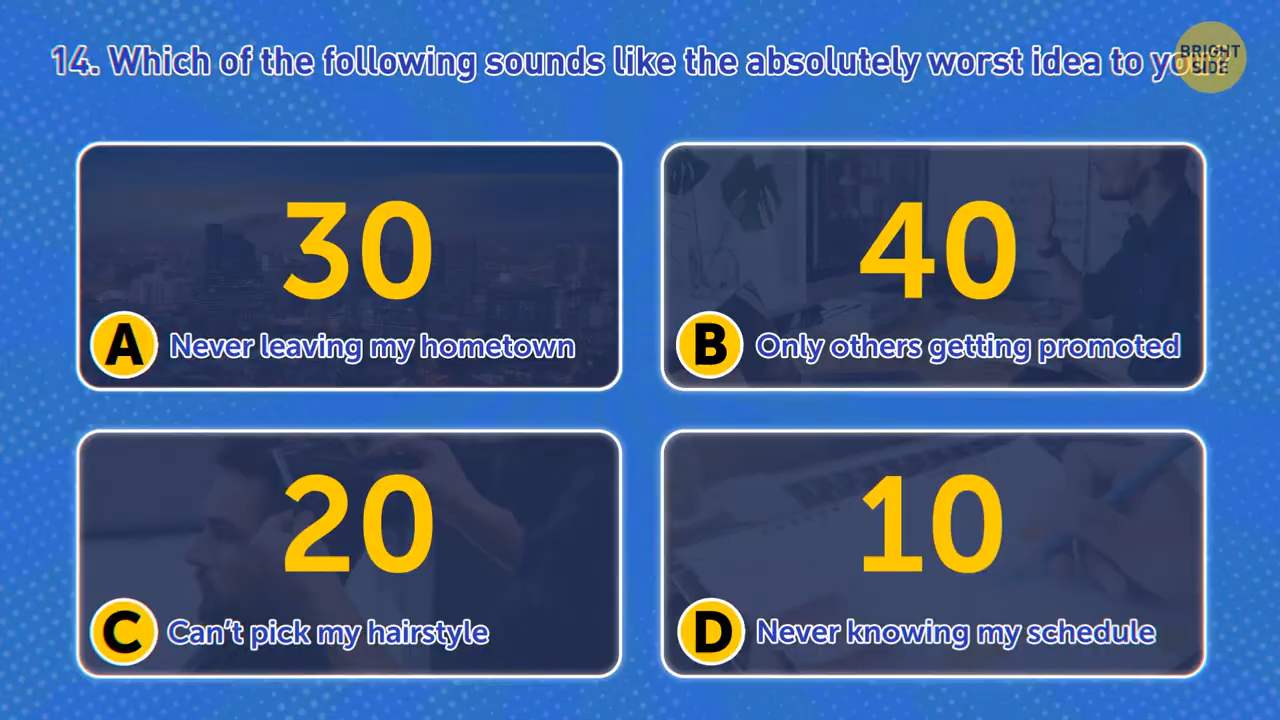 14. Which of the following sounds like the absolutely worst idea to
BRIGHT
SIDE
30
A Never leaving my hometown
40
B Only others getting promoted
20
C Can't pick my hairstyle
10
D Never knowing my schedule